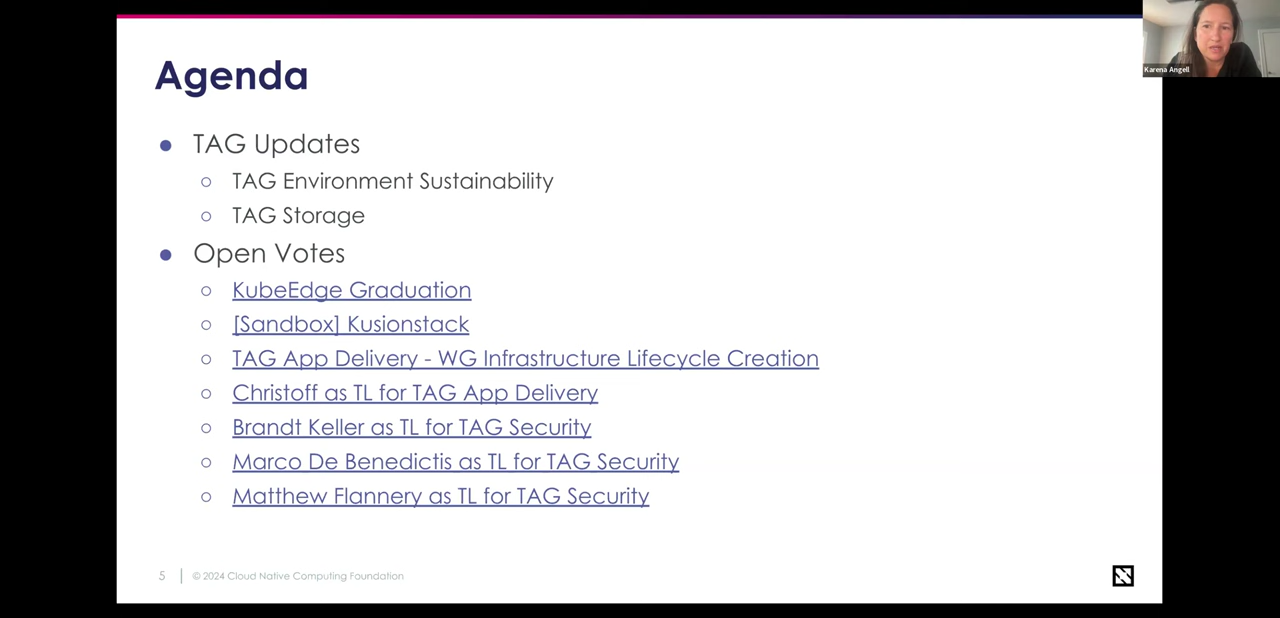 Agenda
TAG Updates
TAG Environment Sustainability
TAG Storage
Open Votes
KubeEdge Graduation
[Sandbox] Kusionstack
TAG App Delivery - WG Infrastructure Lifecycle Creation
Christoff as TL for TAG App Delivery
Brandt Keller as TL for TAG Security
Marco De Benedictis as TL for TAG Security
Matthew Flannery as TL for TAG Security
5
© 2024 Cloud Native Computing Foundation
Karena Angell